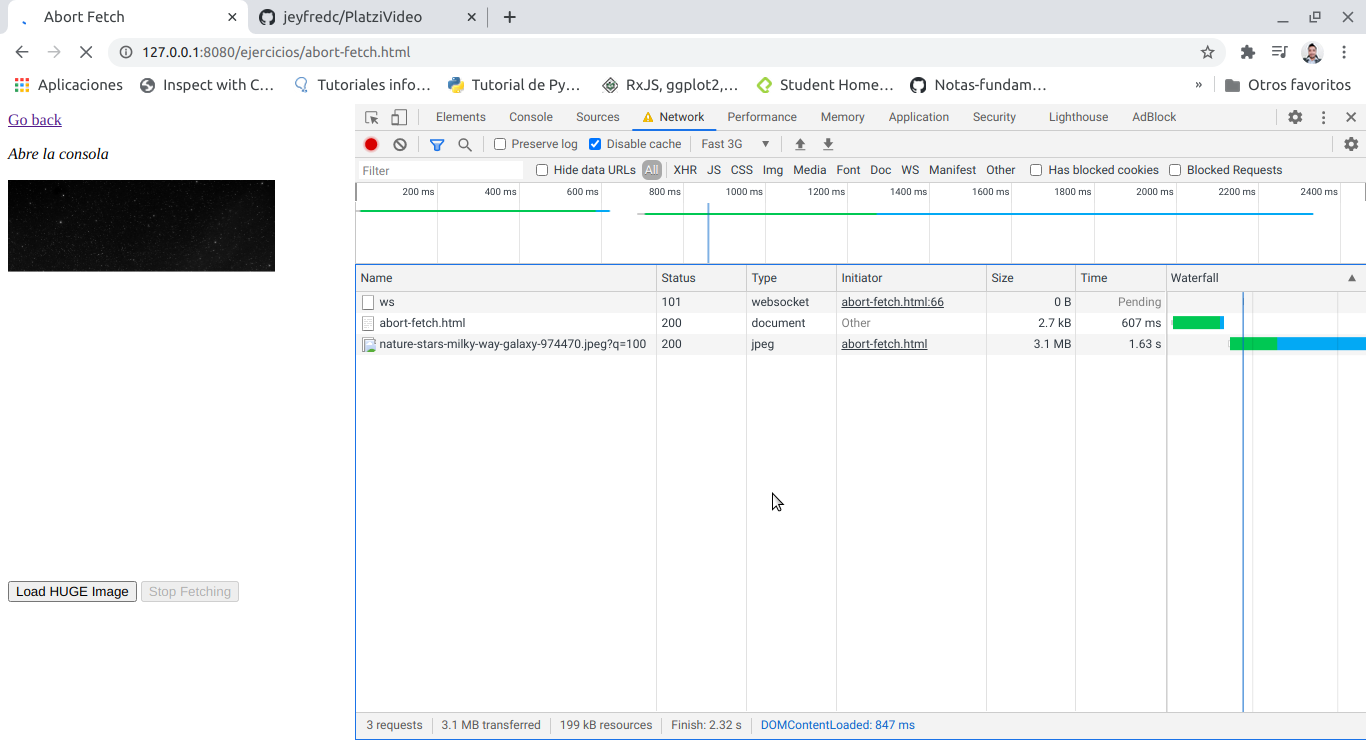 Abort Fetch
jeyfredc/PlatziVideo
127.0.0.1:8080/ejercicios/abort-fetch.html
Aplicaciones Inspect with C... Tutoriales info... Tutorial de Py... RxJS, ggplot2,... Student Home... Notas-fundam... » Otros favoritos
Go back
Abre la consola
Load HUGE Image Stop Fetching
Elements Console Sources Network Performance Memory Application Security Lighthouse AdBlock
Preserve log Disable cache Fast 3G ▼
Filter Hide data URLs All XHR JS CSS Img Media Font Doc WS Manifest Other Has blocked cookies Blocked Requests
200 ms 400 ms 600 ms 800 ms 1000 ms 1200 ms 1400 ms 1600 ms 1800 ms 2000 ms 2200 ms 2400 ms
Name Status Type Initiator Size Time Waterfall ▲
ws 101 websocket abort-fetch.html:66 0 B Pending
abort-fetch.html 200 document Other 2.7 kB 607 ms
nature-stars-milky-way-galaxy-974470.jpeg?q=100 200 jpeg abort-fetch.html 3.1 MB 1.63 s
3 requests 3.1 MB transferred 199 kB resources Finish: 2.32 s DOMContentLoaded: 847 ms